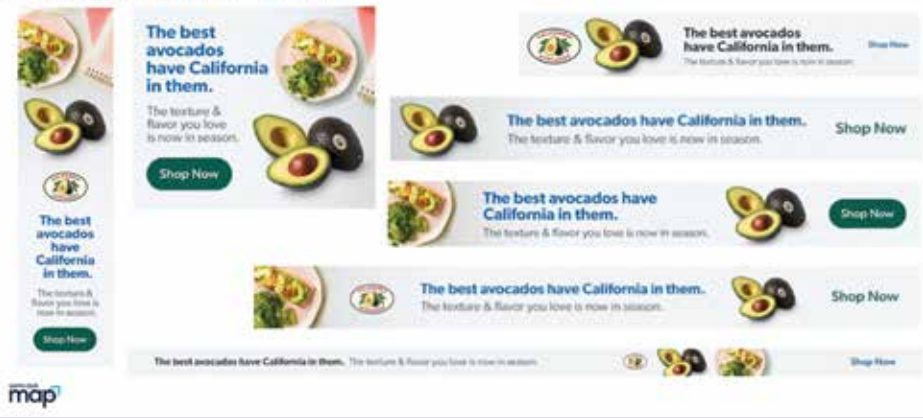 The best
avocados
have
California
in them.
The texture &
flavor you love is
now in season.
Shop Now
The best
avocados
have California
in them.
The texture &
flavor you love
is now in season.
Shop Now
The best avocados
have California in them.
The texture & flavor you love is now in season.
Shop Now
The best avocados have California in them.
The texture & flavor you love is now in season.
Shop Now
The best avocados have
California in them.
The texture & flavor you love is now in season.
Shop Now
The best avocados have California in them.
The texture & flavor you love is now in season.
Shop Now
The best avocados have California in them. The texture & flavor you love is now in season.
Shop Now
map